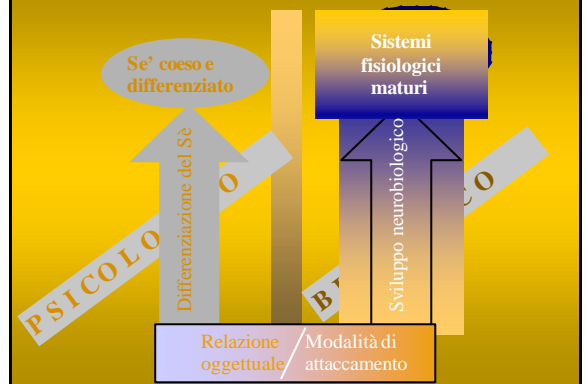 Se' coeso e
differenziato
Sistemi
fisiologici
maturi
Differenziazione del Sè
Sviluppo neurobiologico
Relazione / Modalità di
oggettuale / attaccamento